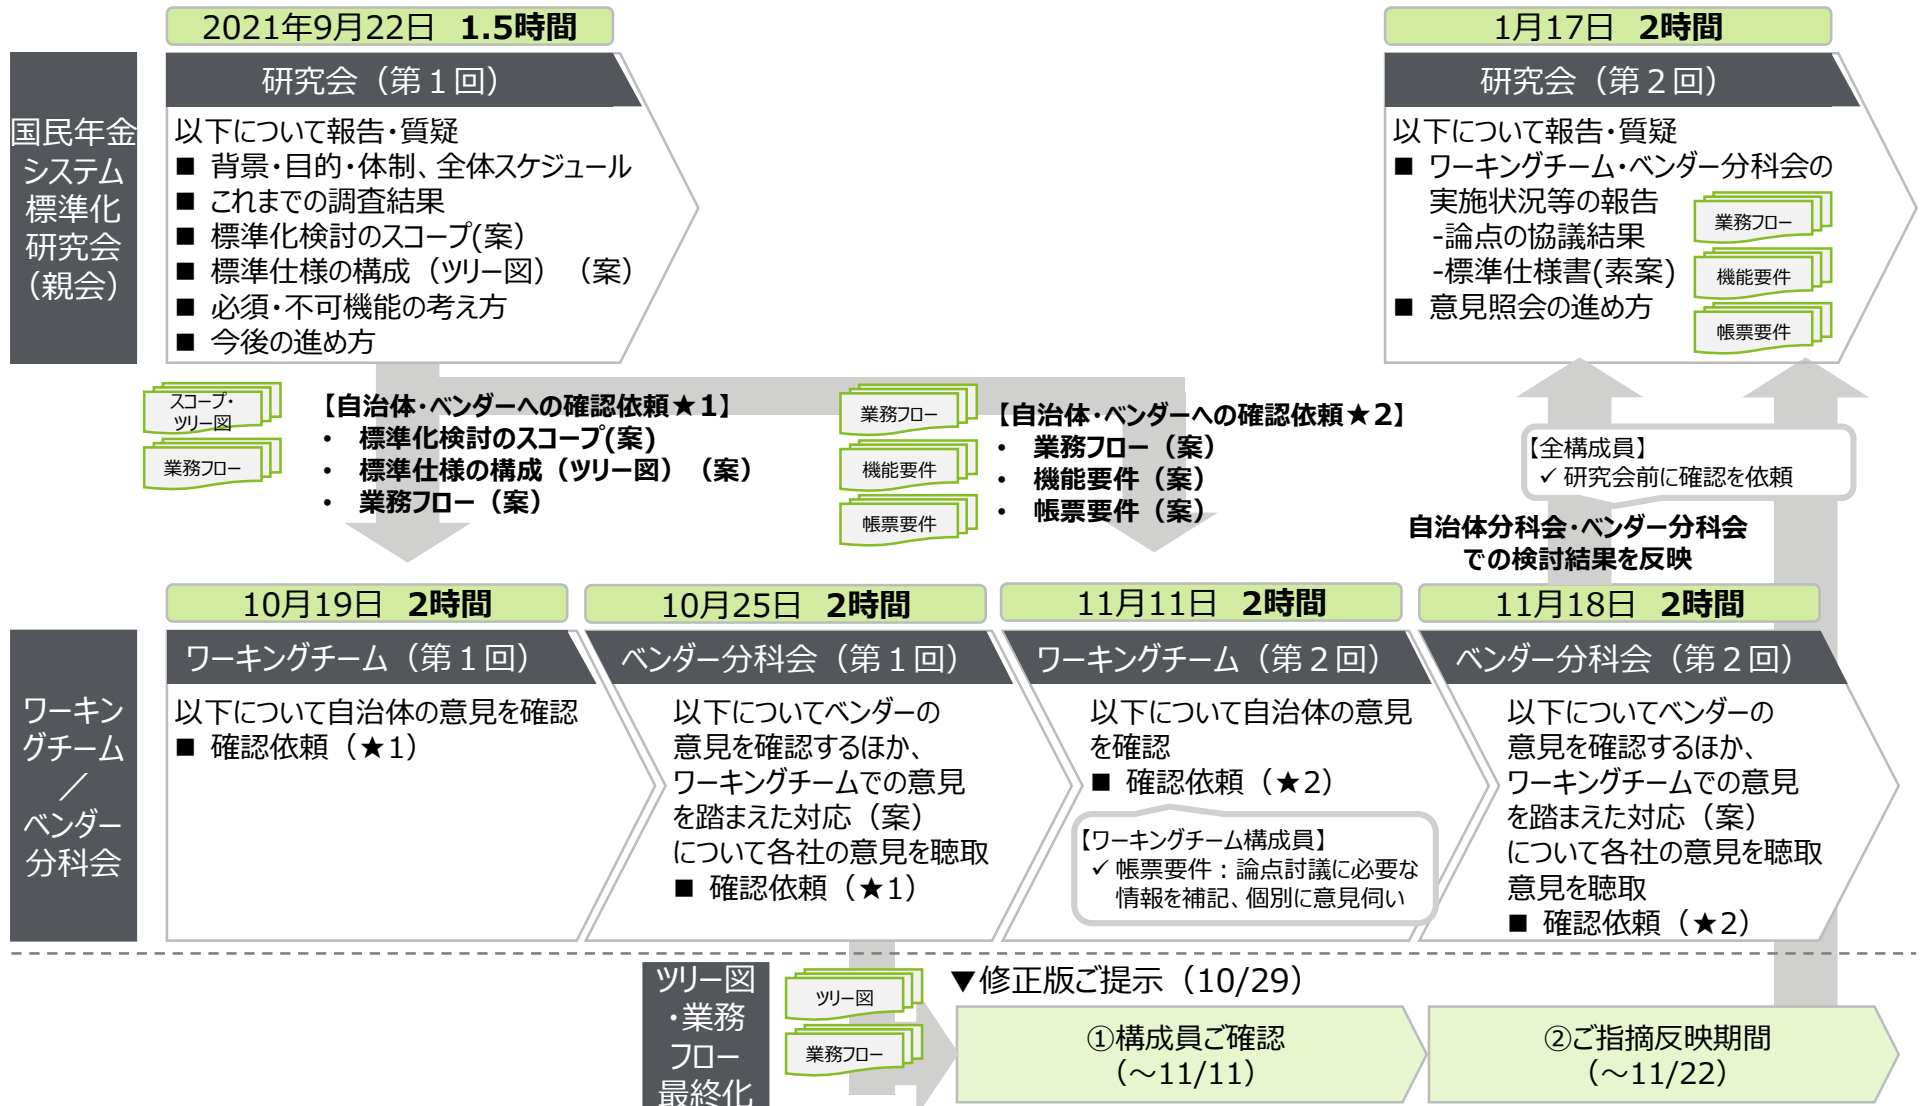 2021年9月22日 1.5時間
1月17日 2時間
国民年金
システム
標準化
研究会
（親会）
研究会（第１回）
以下について報告・質疑
■ 背景・目的・体制、全体スケジュール
■ これまでの調査結果
■ 標準化検討のスコープ(案)
■ 標準仕様の構成（ツリー図）（案）
■ 必須・不可機能の考え方
■ 今後の進め方
研究会（第２回）
以下について報告・質疑
■ ワーキングチーム・ベンダー分科会の
実施状況等の報告
-論点の協議結果
-標準仕様書(素案)
■ 意見照会の進め方
業務フロー
機能要件
帳票要件
スコープ・
ツリー図
業務フロー
【自治体・ベンダーへの確認依頼★1】
・ 標準化検討のスコープ(案)
・ 標準仕様の構成（ツリー図）（案）
・ 業務フロー（案）
業務フロー
機能要件
帳票要件
【自治体・ベンダーへの確認依頼★2】
・ 業務フロー（案）
・ 機能要件（案）
・ 帳票要件（案）
【全構成員】
✓ 研究会前に確認を依頼
自治体分科会・ベンダー分科会
での検討結果を反映
10月19日 2時間
10月25日 2時間
11月11日 2時間
11月18日 2時間
ワーキン
グチーム
／
ベンダー
分科会
ワーキングチーム（第１回）
以下について自治体の意見を確認
■ 確認依頼（★1）
ベンダー分科会（第１回）
以下についてベンダーの
意見を確認するほか、
ワーキングチームでの意見
を踏まえた対応（案）
について各社の意見を聴取
■ 確認依頼（★1）
ワーキングチーム（第２回）
以下について自治体の意見
を確認
■ 確認依頼（★2）
【ワーキングチーム構成員】
✓ 帳票要件：論点討議に必要な
情報を補記、個別に意見伺い
ベンダー分科会（第２回）
以下についてベンダーの
意見を確認するほか、
ワーキングチームでの意見
を踏まえた対応（案）
について各社の意見を聴取
意見を聴取
■ 確認依頼（★2）
ツリー図
・業務
フロー
最終化
ツリー図
業務フロー
▼修正版ご提示（10/29）
①構成員ご確認
（～11/11）
②ご指摘反映期間
（～11/22）